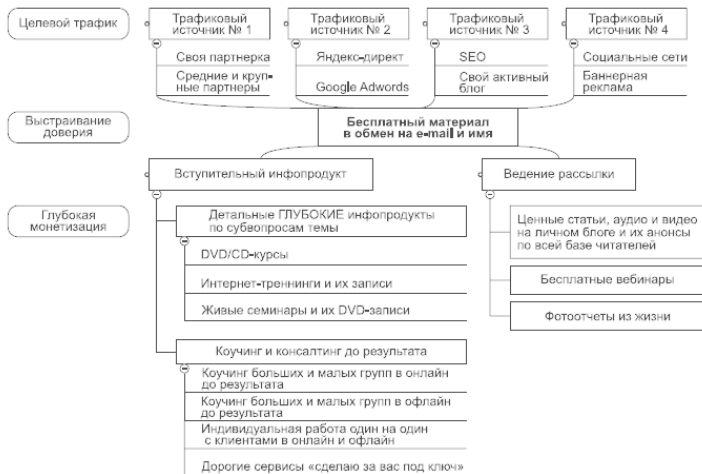 Целевой трафик
Трафиковый
источник № 1
Трафиковый
источник № 2
Трафиковый
источник № 3
Трафиковый
источник № 4
Своя партнерка
Средние и круп-
ные партнеры
Яндекс-директ
Google Adwords
SEO
Свой активный
блог
Социальные сети
Баннерная
реклама
Выстраивание
доверия
Бесплатный материал
в обмен на e-mail и имя
Вступительный инфопродукт
Ведение рассылки
Глубокая
монетизация
Детальные ГЛУБОКИЕ инфопродукты
по субвопросам темы
DVD/CD-курсы
Интернет-треннинги и их записи
Живые семинары и их DVD-записи
Ценные статьи, аудио и видео
на личном блоге и их анонсы
по всей базе читателей
Бесплатные вебинары
Фотоотчеты из жизни
Коучинг и консалтинг до результата
Коучинг больших и малых групп в онлайн
до результата
Коучинг больших и малых групп в офлайн
до результата
Индивидуальная работа один на один
с клиентами в онлайн и офлайн
Дорогие сервисы «сделаю за вас под ключ»